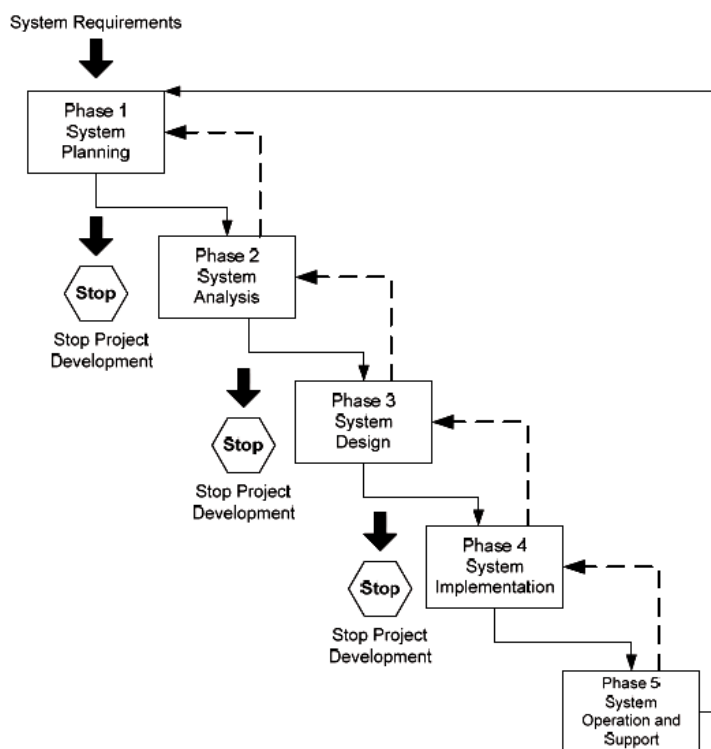 System Requirements
Phase 1
System
Planning
Stop
Stop Project
Development
Phase 2
System
Analysis
Stop
Stop Project
Development
Phase 3
System
Design
Stop
Stop Project
Development
Phase 4
System
Implementation
Phase 5
System
Operation and
Support